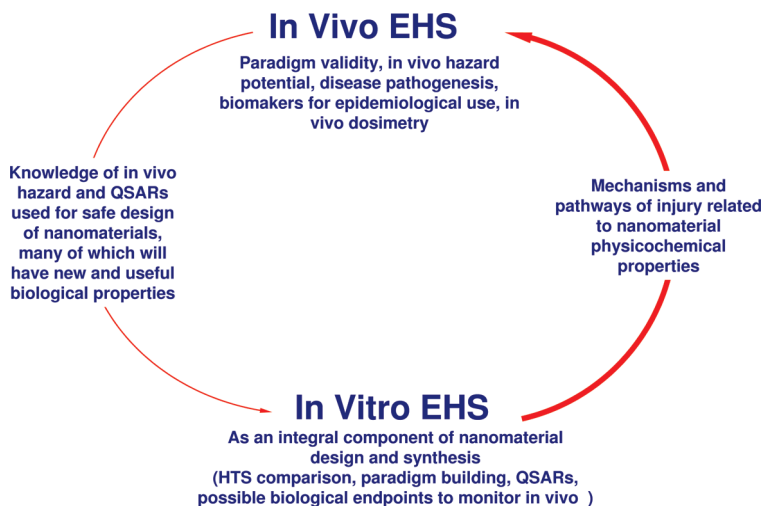 In Vivo EHS
Paradigm validity, in vivo hazard
potential, disease pathogenesis,
biomakers for epidemiological use, in
vivo dosimetry
Knowledge of in vivo
hazard and QSARs
used for safe design
of nanomaterials,
many of which will
have new and useful
biological properties
Mechanisms and
pathways of injury related
to nanomaterial
physicochemical
properties
In Vitro EHS
As an integral component of nanomaterial
design and synthesis
(HTS comparison, paradigm building, QSARs,
possible biological endpoints to monitor in vivo )